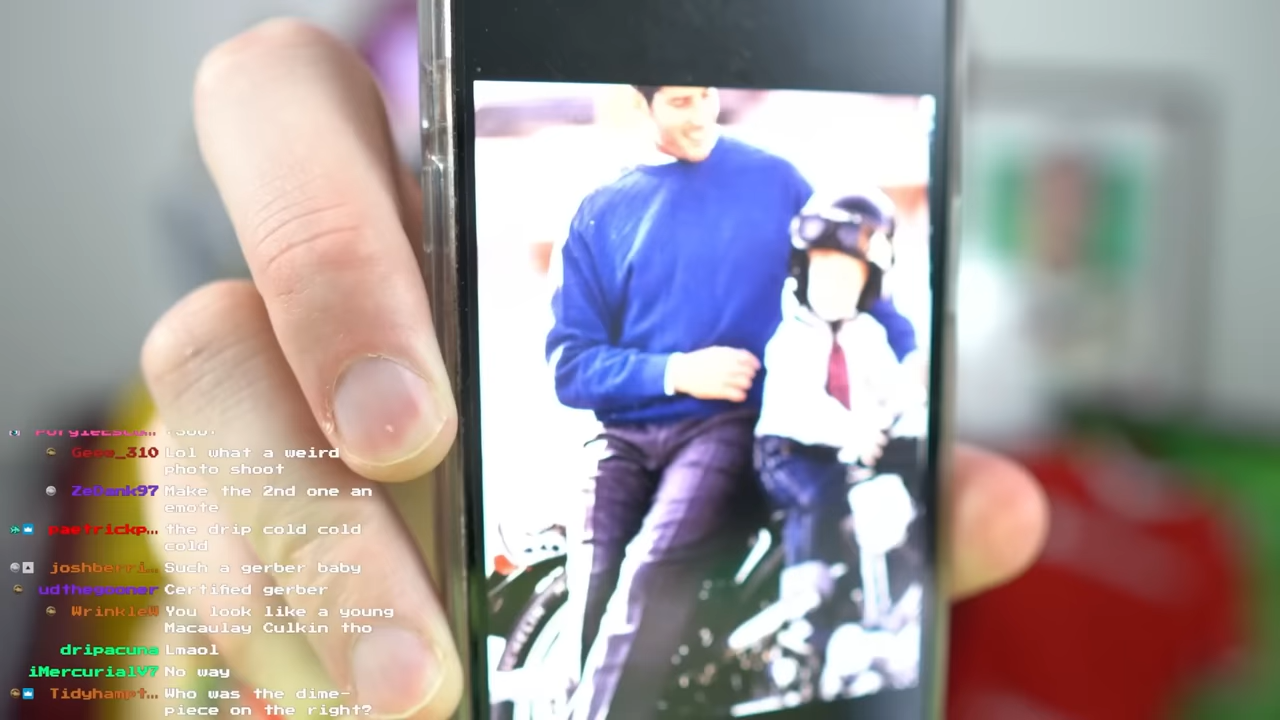 Geee_310 Lol what a weird
photo shoot
ZeDank97 Make the 2nd one an
emote
paetrickp… the drip cold cold
cold
joshberri… Such a gerber baby
udthegooner Certified gerber
WrinkleW You look like a young
Macaulay Culkin tho
dripacuna Lmaol
iMercurialV7 No way
Tidyhampt… Who was the dime-
piece on the right?